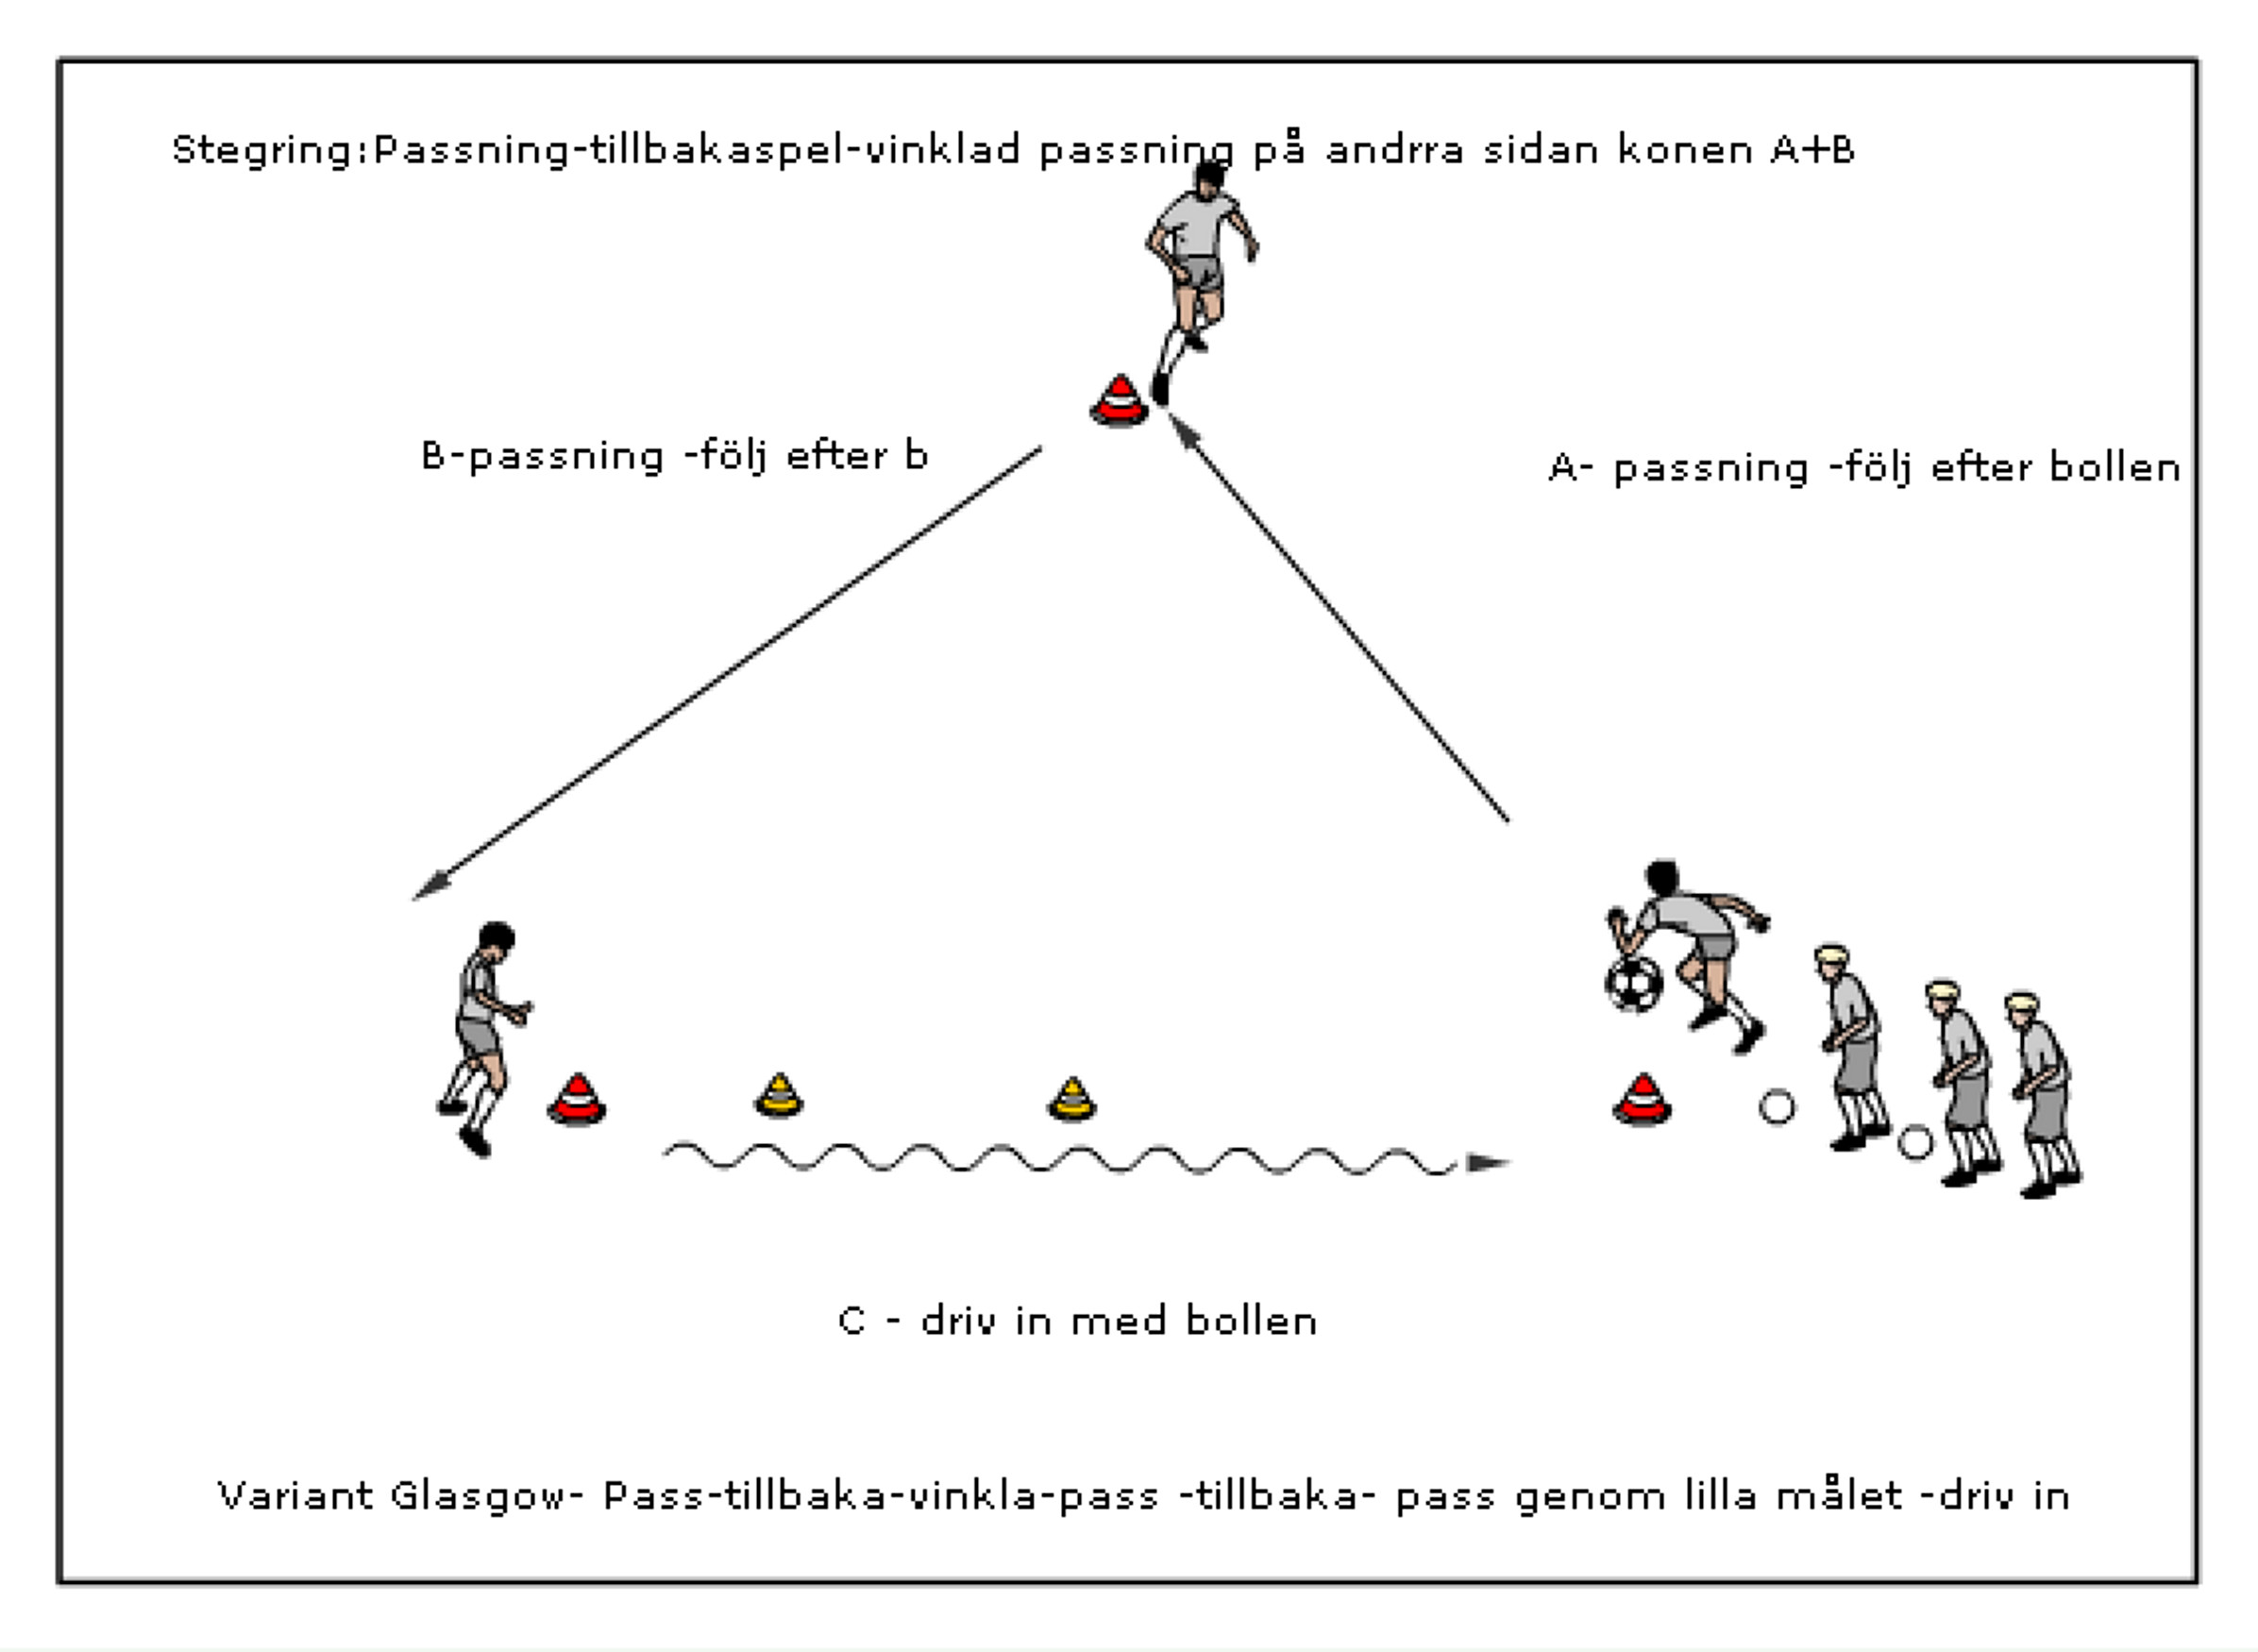 Stegring:Passning-tillbakaspel-vinklad passning på andrra sidan konen A+B
B-passning -följ efter b
A- passning -följ efter bollen
C - driv in med bollen
Variant Glasgow- Pass-tillbaka-vinkla-pass -tillbaka- pass genom lilla målet -driv in